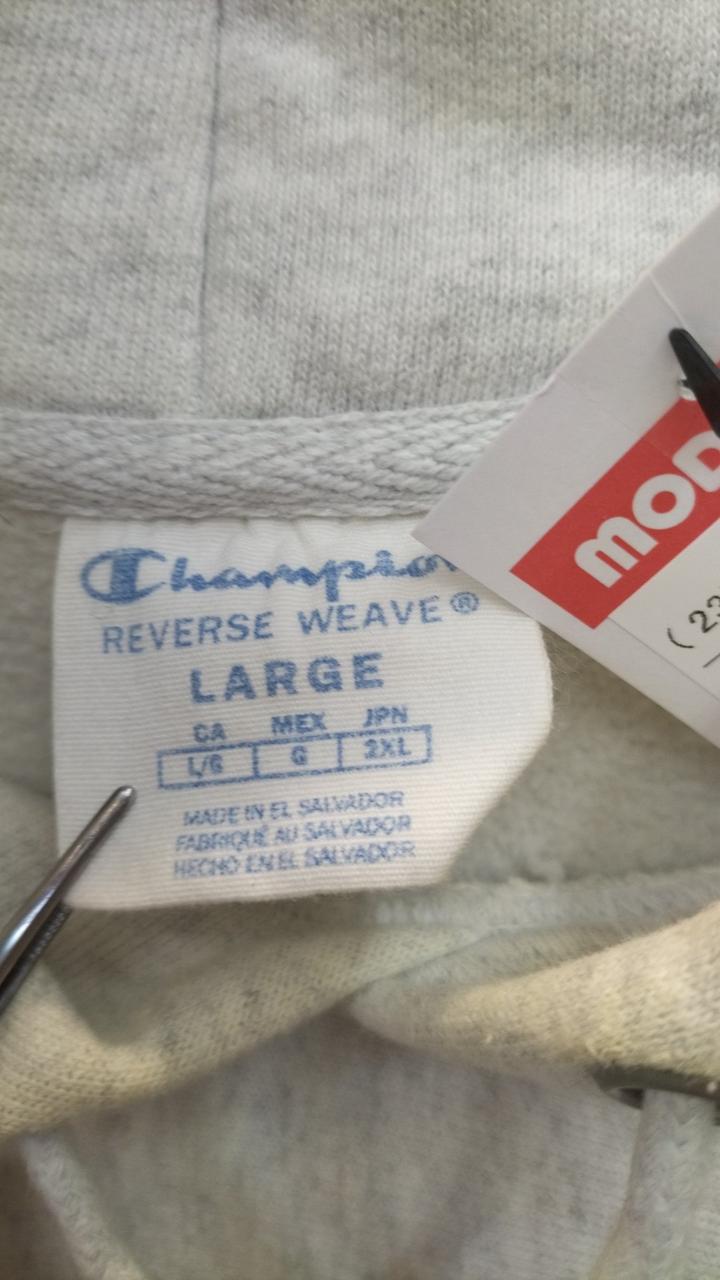 Champion
REVERSE WEAVE®
LARGE
CA MEX JPN
L/G G 2XL
MADE IN EL SALVADOR
FABRIQUÉ AU SALVADOR
HECHO EN EL SALVADOR
MOD
(23